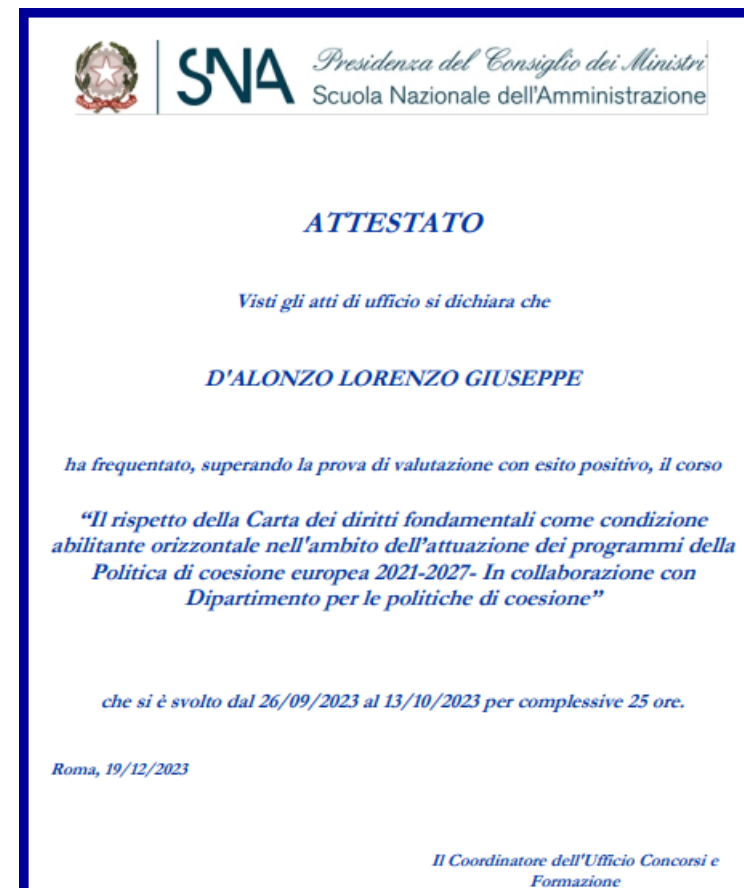 SNA
Presidenza del Consiglio dei Ministri
Scuola Nazionale dell'Amministrazione
ATTESTATO
Visti gli atti di ufficio si dichiara che
D'ALONZO LORENZO GIUSEPPE
ha frequentato, superando la prova di valutazione con esito positivo, il corso
“Il rispetto della Carta dei diritti fondamentali come condizione
abilitante orizzontale nell'ambito dell’attuazione dei programmi della
Politica di coesione europea 2021-2027- In collaborazione con
Dipartimento per le politiche di coesione”
che si è svolto dal 26/09/2023 al 13/10/2023 per complessive 25 ore.
Roma, 19/12/2023
Il Coordinatore dell'Ufficio Concorsi e
Formazione